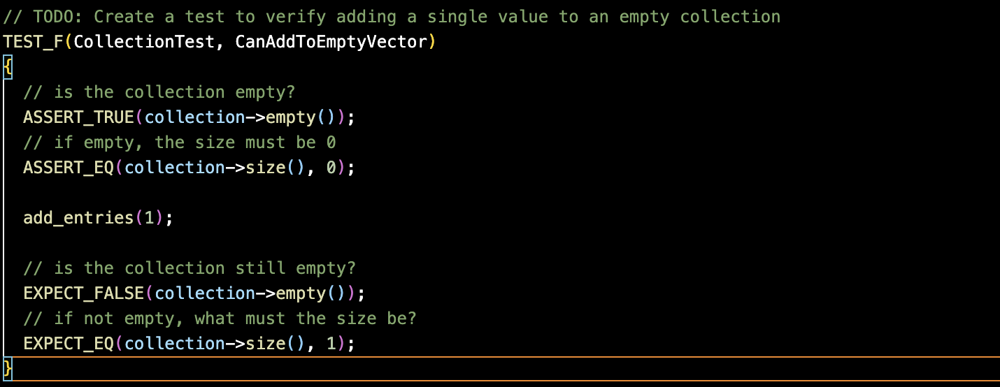 // TODO: Create a test to verify adding a single value to an empty collection
TEST_F(CollectionTest, CanAddToEmptyVector)
{
  // is the collection empty?
  ASSERT_TRUE(collection->empty());
  // if empty, the size must be 0
  ASSERT_EQ(collection->size(), 0);

  add_entries(1);

  // is the collection still empty?
  EXPECT_FALSE(collection->empty());
  // if not empty, what must the size be?
  EXPECT_EQ(collection->size(), 1);
}